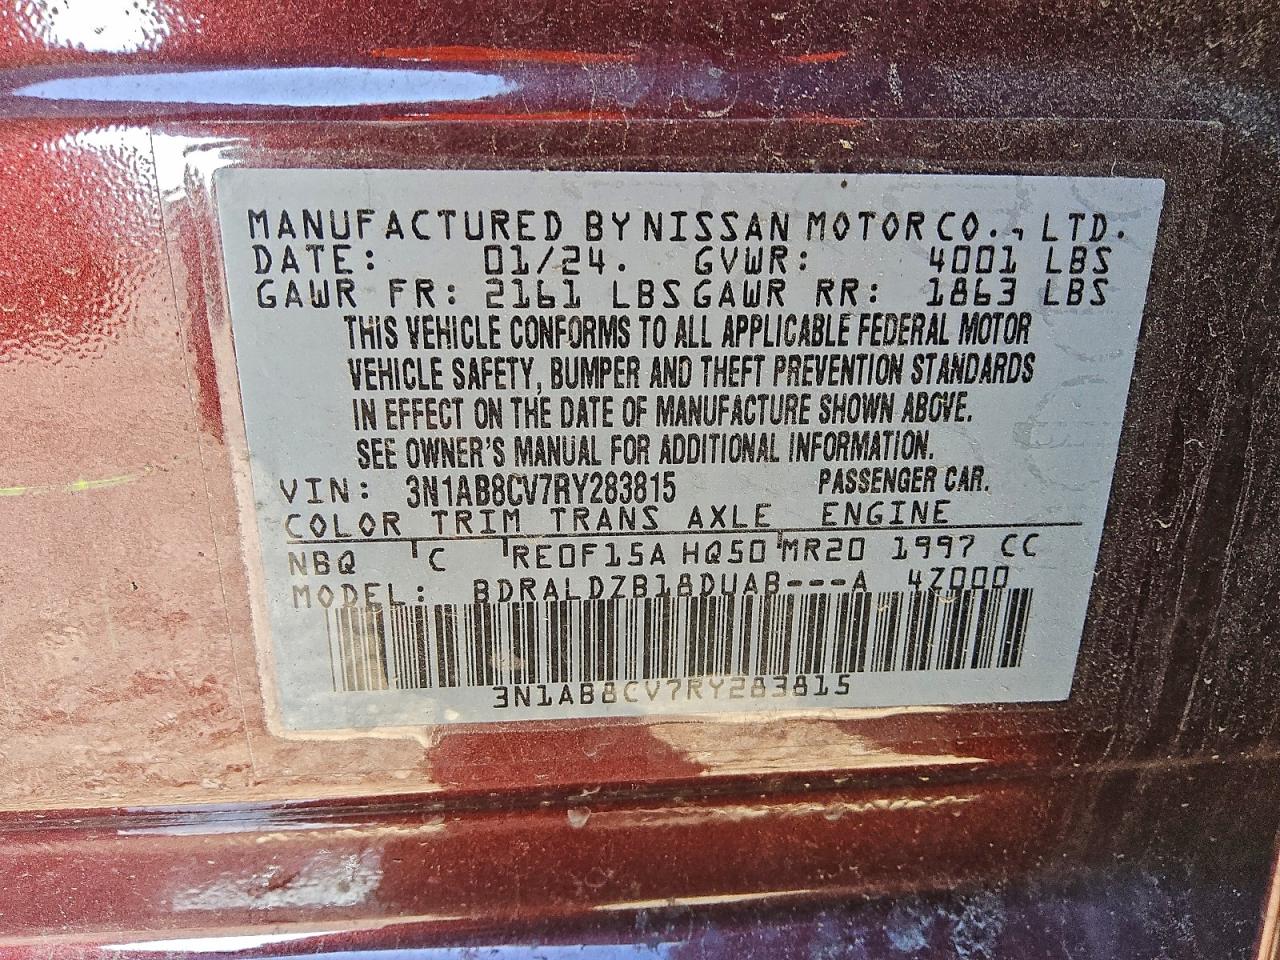 MANUFACTURED BY NISSAN MOTOR CO., LTD.
DATE: 01/24. GVWR: 4001 LBS
GAWR FR: 2161 LBS GAWR RR: 1863 LBS
THIS VEHICLE CONFORMS TO ALL APPLICABLE FEDERAL MOTOR
VEHICLE SAFETY, BUMPER AND THEFT PREVENTION STANDARDS
IN EFFECT ON THE DATE OF MANUFACTURE SHOWN ABOVE.
SEE OWNER'S MANUAL FOR ADDITIONAL INFORMATION.
VIN: 3N1AB8CV7RY283815 PASSENGER CAR.
COLOR TRIM TRANS AXLE ENGINE
NBQ C RE0F15A HQ50 MR20 1997 CC
MODEL: BDRALDZB18DUAB---A 4Z000
3N1AB8CV7RY283815